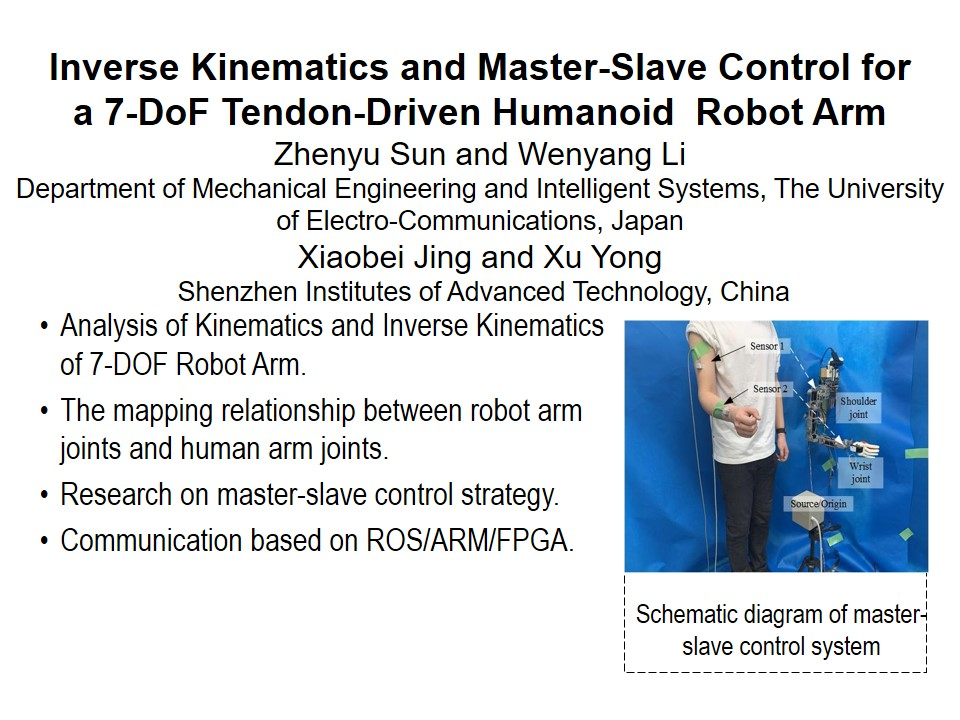 Inverse Kinematics and Master-Slave Control for
a 7-DoF Tendon-Driven Humanoid  Robot Arm
Zhenyu Sun and Wenyang Li
Department of Mechanical Engineering and Intelligent Systems, The University
of Electro-Communications, Japan
Xiaobei Jing and Xu Yong
Shenzhen Institutes of Advanced Technology, China
• Analysis of Kinematics and Inverse Kinematics
of 7-DOF Robot Arm.
• The mapping relationship between robot arm
joints and human arm joints.
• Research on master-slave control strategy.
• Communication based on ROS/ARM/FPGA.
Sensor 1
Sensor 2
Shoulder
joint
Wrist
joint
Source/Origin
Schematic diagram of master-
slave control system